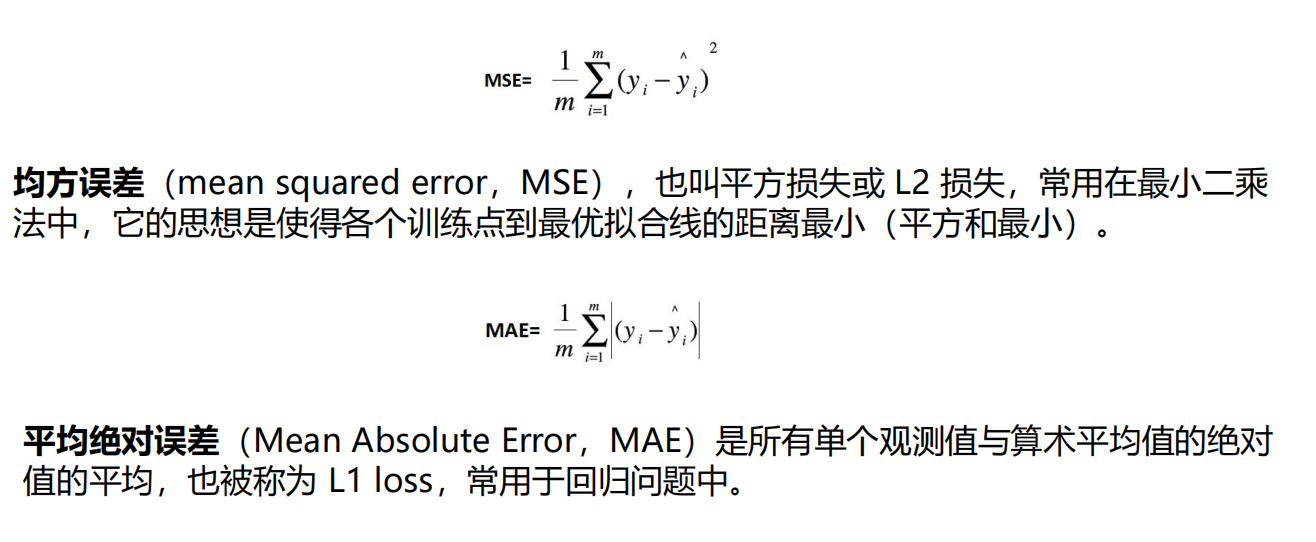 MSE= $\frac{1}{m}\sum_{i=1}^{m}(y_i-\hat{y}_i)^2$
均方误差（mean squared error，MSE），也叫平方损失或 L2 损失，常用在最小二乘
法中，它的思想是使得各个训练点到最优拟合线的距离最小（平方和最小）。
MAE= $\frac{1}{m}\sum_{i=1}^{m}\left|(y_i-\hat{y}_i)\right|$
平均绝对误差（Mean Absolute Error，MAE）是所有单个观测值与算术平均值的绝对
值的平均，也被称为 L1 loss，常用于回归问题中。